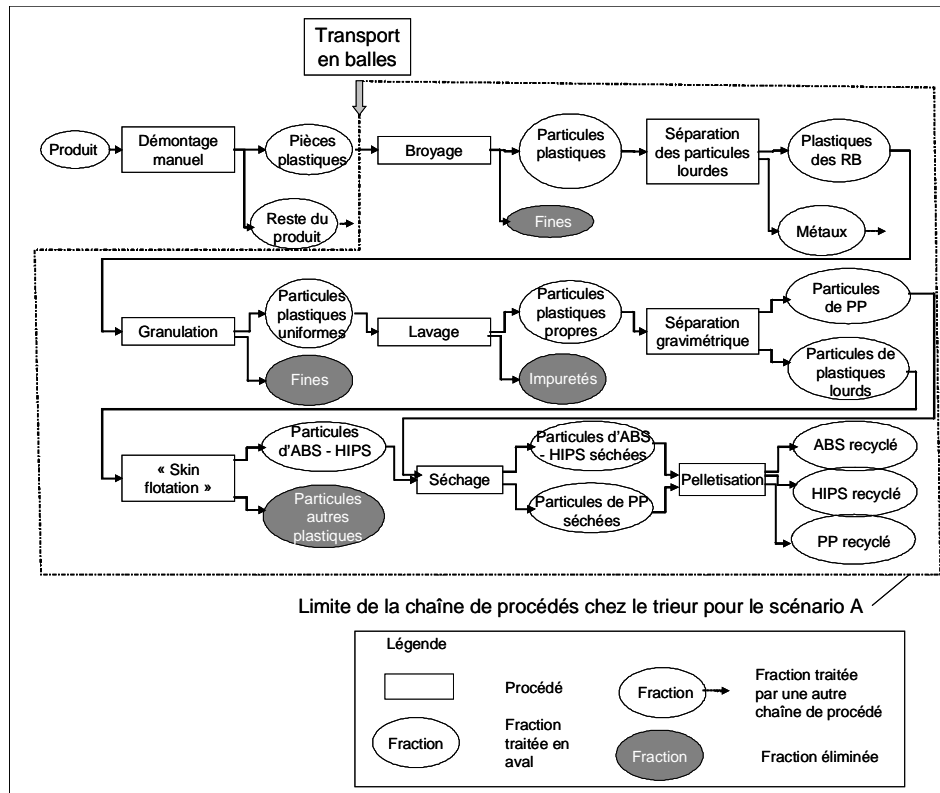 Transport
en balles
Produit
Démontage
manuel
Pièces
plastiques
Reste du
produit
Broyage
Particules
plastiques
Fines
Séparation
des particules
lourdes
Plastiques
des RB
Métaux
Granulation
Particules
plastiques
uniformes
Fines
Lavage
Particules
plastiques
propres
Impuretés
Séparation
gravimétrique
Particules
de PP
Particules de
plastiques
lourds
« Skin
flotation »
Particules
d'ABS - HIPS
Particules
autres
plastiques
Séchage
Particules d'ABS
- HIPS séchées
Particules de PP
séchées
Pelletisation
ABS recyclé
HIPS recyclé
PP recyclé
Limite de la chaîne de procédés chez le trieur pour le scénario A
Légende
Procédé
Fraction
Fraction
traitée en
aval
Fraction
Fraction traitée
par une autre
chaîne de procédé
Fraction
Fraction éliminée